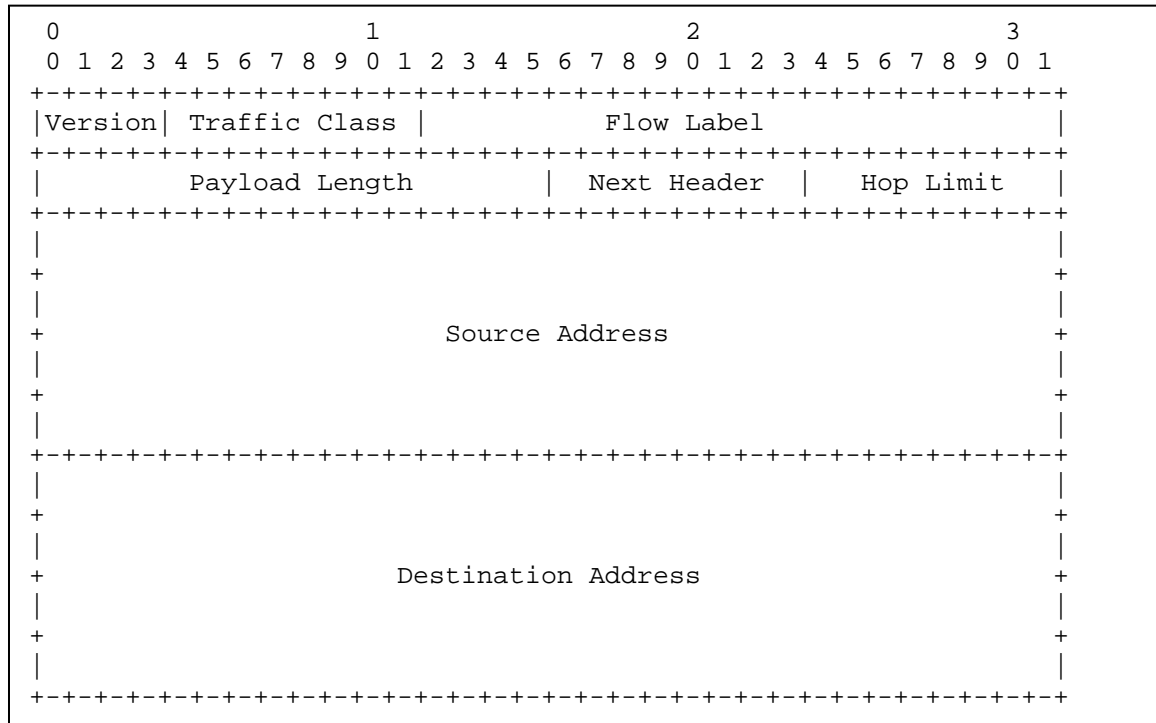 0                   1                   2                   3
0 1 2 3 4 5 6 7 8 9 0 1 2 3 4 5 6 7 8 9 0 1 2 3 4 5 6 7 8 9 0 1
+-+-+-+-+-+-+-+-+-+-+-+-+-+-+-+-+-+-+-+-+-+-+-+-+-+-+-+-+-+-+-+-+
|Version| Traffic Class |           Flow Label                  |
+-+-+-+-+-+-+-+-+-+-+-+-+-+-+-+-+-+-+-+-+-+-+-+-+-+-+-+-+-+-+-+-+
|         Payload Length        |  Next Header  |   Hop Limit   |
+-+-+-+-+-+-+-+-+-+-+-+-+-+-+-+-+-+-+-+-+-+-+-+-+-+-+-+-+-+-+-+-+
|                                                               |
+                                                               +
|                                                               |
+                         Source Address                        +
|                                                               |
+                                                               +
|                                                               |
+-+-+-+-+-+-+-+-+-+-+-+-+-+-+-+-+-+-+-+-+-+-+-+-+-+-+-+-+-+-+-+-+
|                                                               |
+                                                               +
|                                                               |
+                      Destination Address                      +
|                                                               |
+                                                               +
|                                                               |
+-+-+-+-+-+-+-+-+-+-+-+-+-+-+-+-+-+-+-+-+-+-+-+-+-+-+-+-+-+-+-+-+